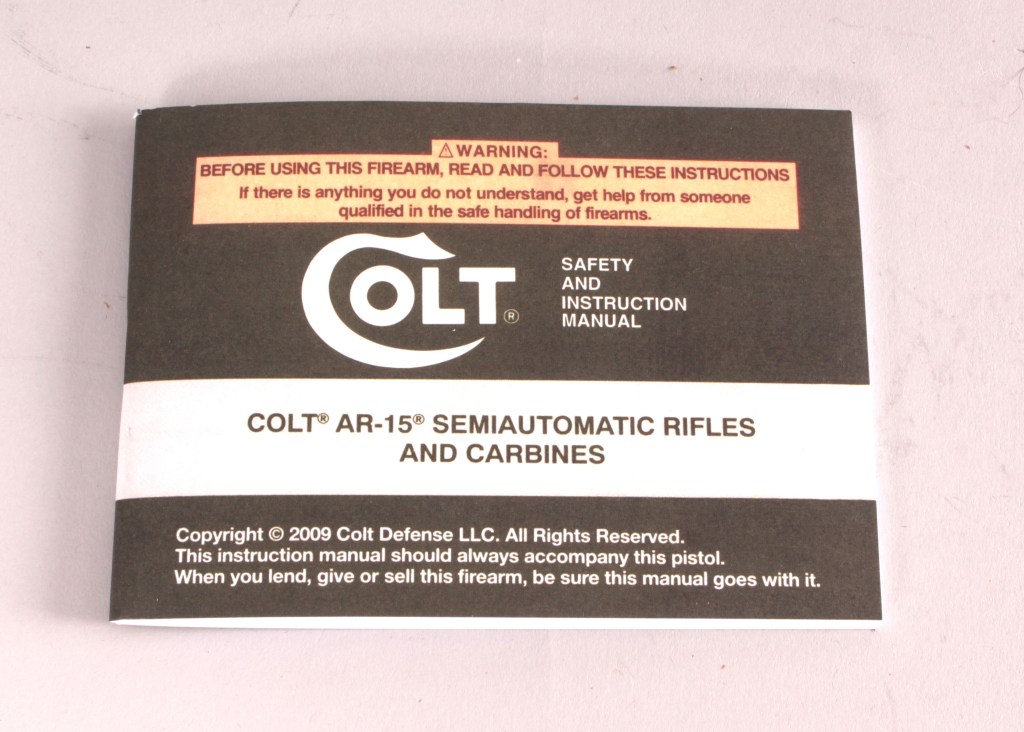 ⚠ WARNING:
BEFORE USING THIS FIREARM, READ AND FOLLOW THESE INSTRUCTIONS
If there is anything you do not understand, get help from someone
qualified in the safe handling of firearms.
COLT®
SAFETY
AND
INSTRUCTION
MANUAL
COLT® AR-15® SEMIAUTOMATIC RIFLES
AND CARBINES
Copyright © 2009 Colt Defense LLC. All Rights Reserved.
This instruction manual should always accompany this pistol.
When you lend, give or sell this firearm, be sure this manual goes with it.